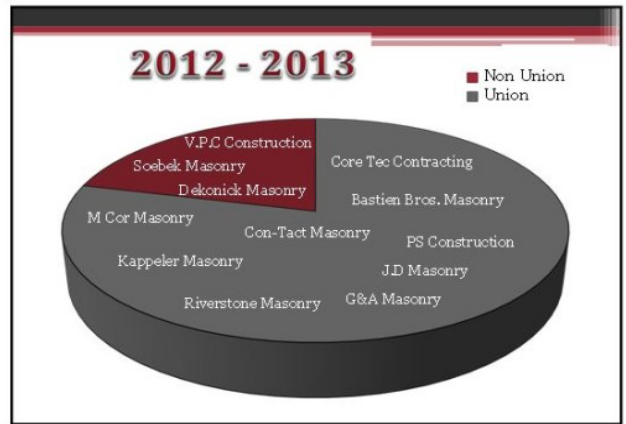 2012 - 2013
Non Union
Union
V.P.C Construction
Soebek Masonry
Dekonick Masonry
Core Tec Contracting
Bastien Bros. Masonry
M Cor Masonry
Con-Tact Masonry
PS Construction
Kappeler Masonry
J.D Masonry
Riverstone Masonry
G&A Masonry